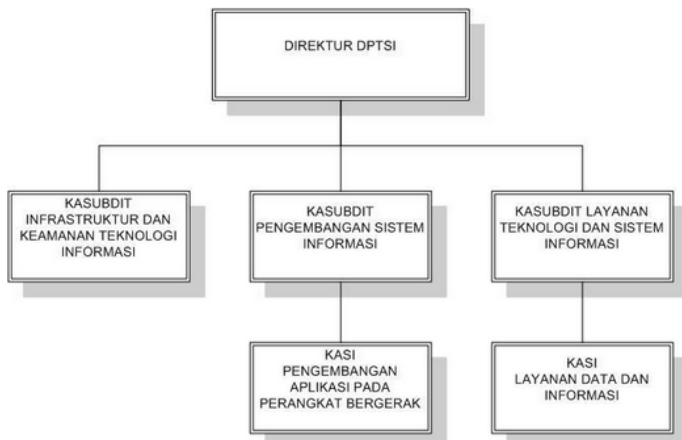 DIREKTUR DPTSI
KASUBDIT
INFRASTRUKTUR DAN
KEAMANAN TEKNOLOGI
INFORMASI
KASUBDIT
PENGEMBANGAN SISTEM
INFORMASI
KASUBDIT LAYANAN
TEKNOLOGI DAN SISTEM
INFORMASI
KASI
PENGEMBANGAN
APLIKASI PADA
PERANGKAT BERGERAK
KASI
LAYANAN DATA DAN
INFORMASI